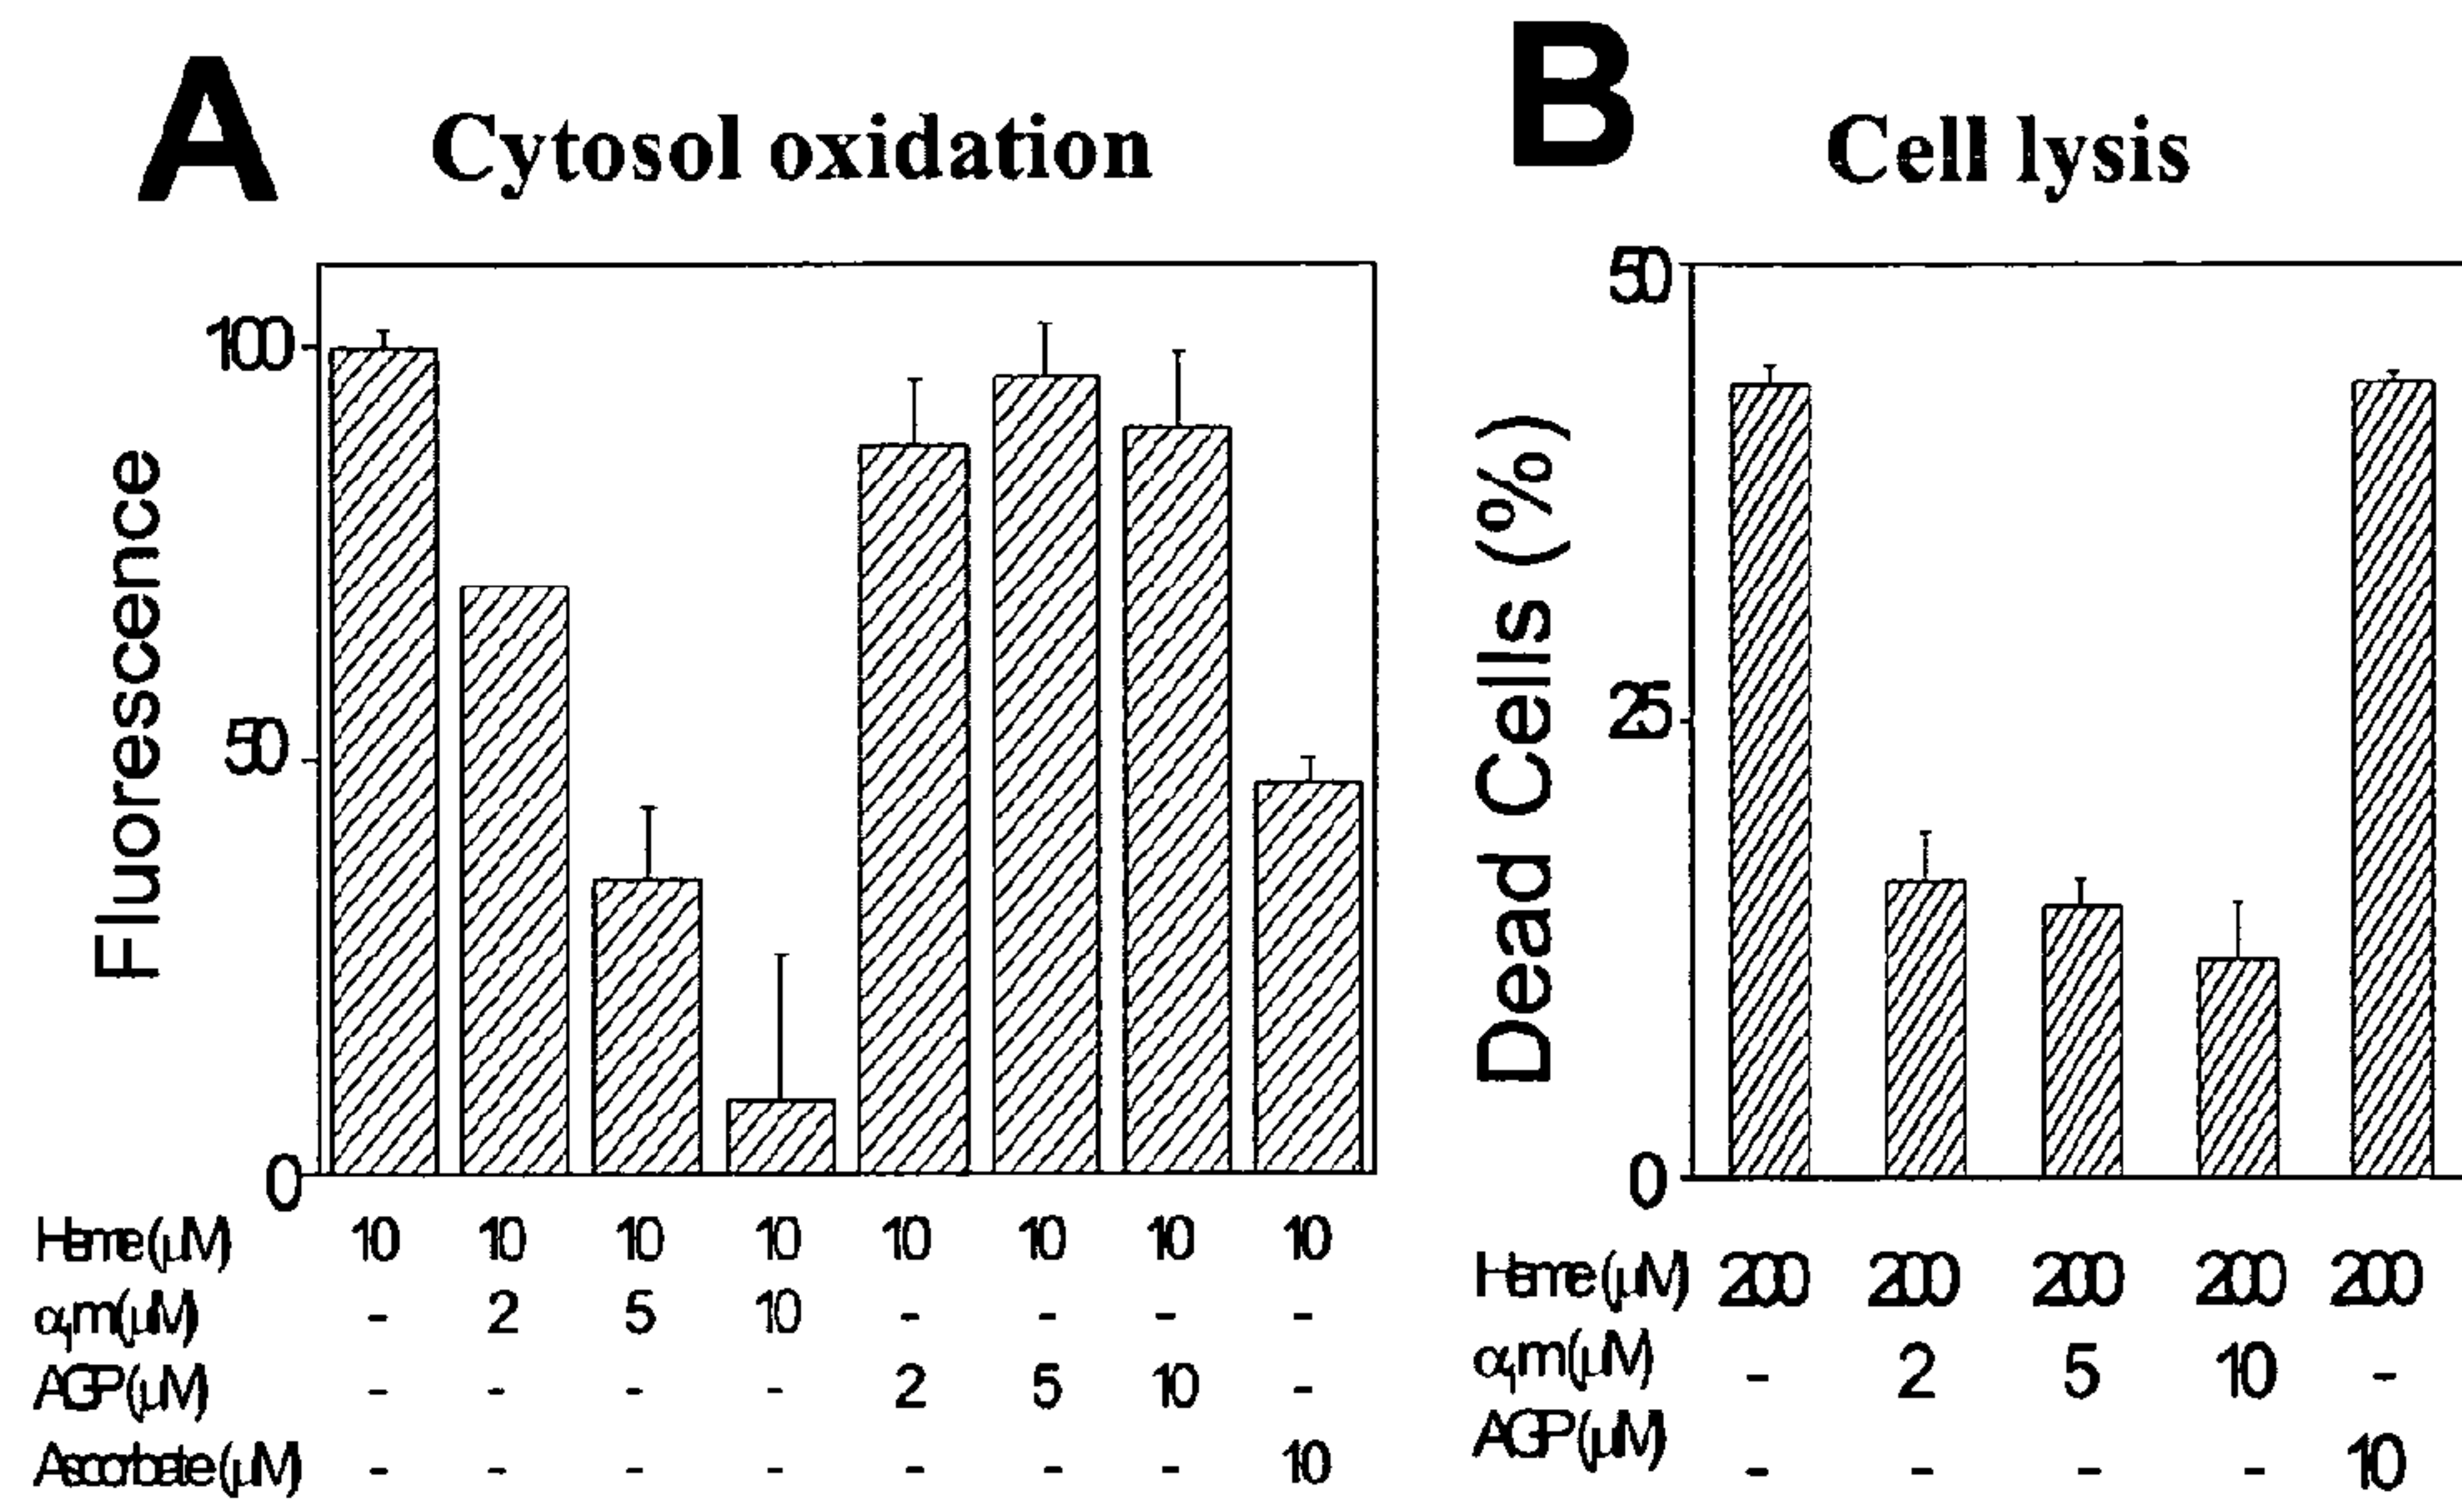 A Cytosol oxidation
100
50
0
Fluorescence
Heme (μM) 10 10 10 10 10 10 10 10
α₁m (μM) - 2 5 10 - - - -
AGP (μM) - - - - 2 5 10 -
Ascorbate (μM) - - - - - - - 10
B Cell lysis
50
25
0
Dead Cells (%)
Heme (μM) 200 200 200 200 200
α₁m (μM) - 2 5 10 -
AGP (μM) - - - - 10